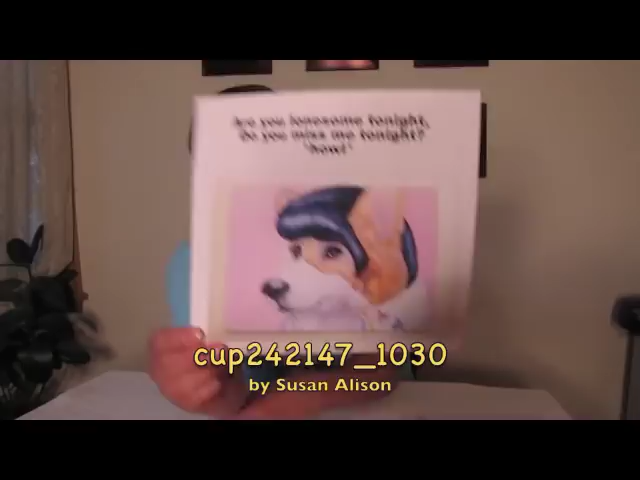 Are you lonesome tonight,
Do you miss me tonight?
*howl*
cup242147_1030
by Susan Alison